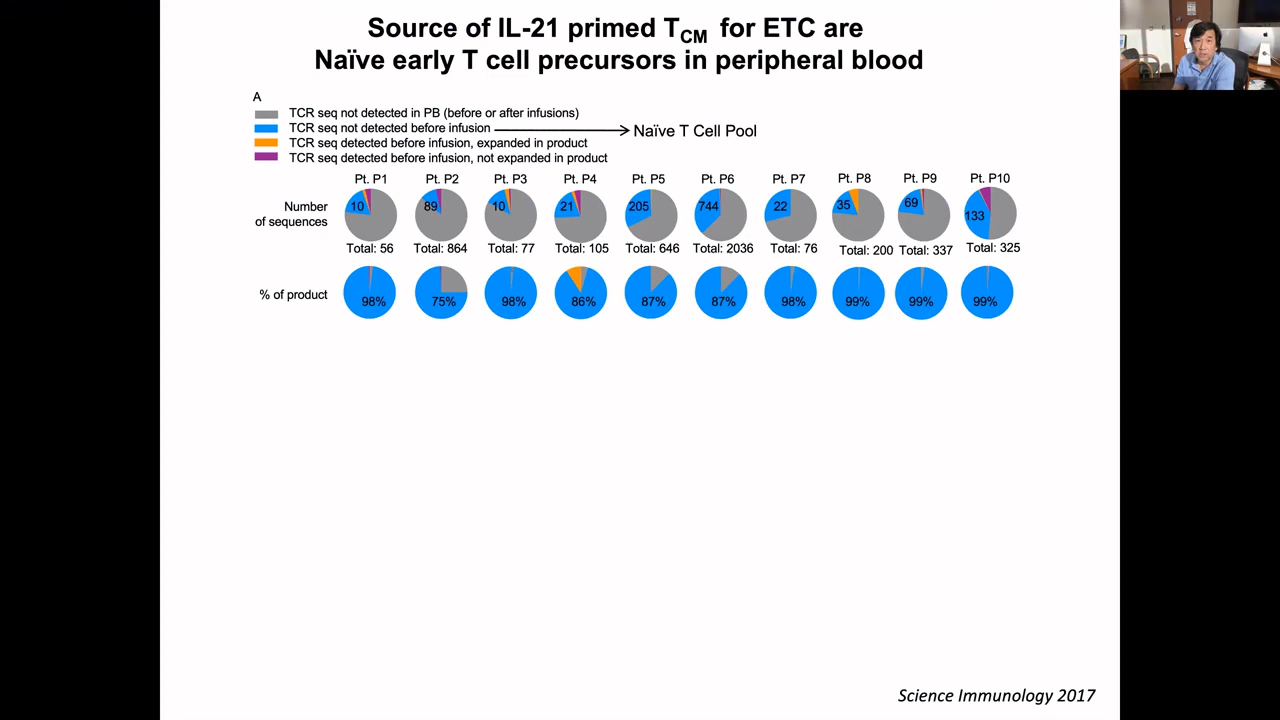 Source of IL-21 primed TCM for ETC are
Naïve early T cell precursors in peripheral blood
A
TCR seq not detected in PB (before or after infusions)
TCR seq not detected before infusion
Naïve T Cell Pool
TCR seq detected before infusion, expanded in product
TCR seq detected before infusion, not expanded in product
Pt. P1 Pt. P2 Pt. P3 Pt. P4 Pt. P5 Pt. P6 Pt. P7 Pt. P8 Pt. P9 Pt. P10
Number
of sequences
10 89 10 21 205 744 22 35 69 133
Total: 56 Total: 864 Total: 77 Total: 105 Total: 646 Total: 2036 Total: 76 Total: 200 Total: 337 Total: 325
% of product
98% 75% 98% 86% 87% 87% 98% 99% 99% 99%
Science Immunology 2017